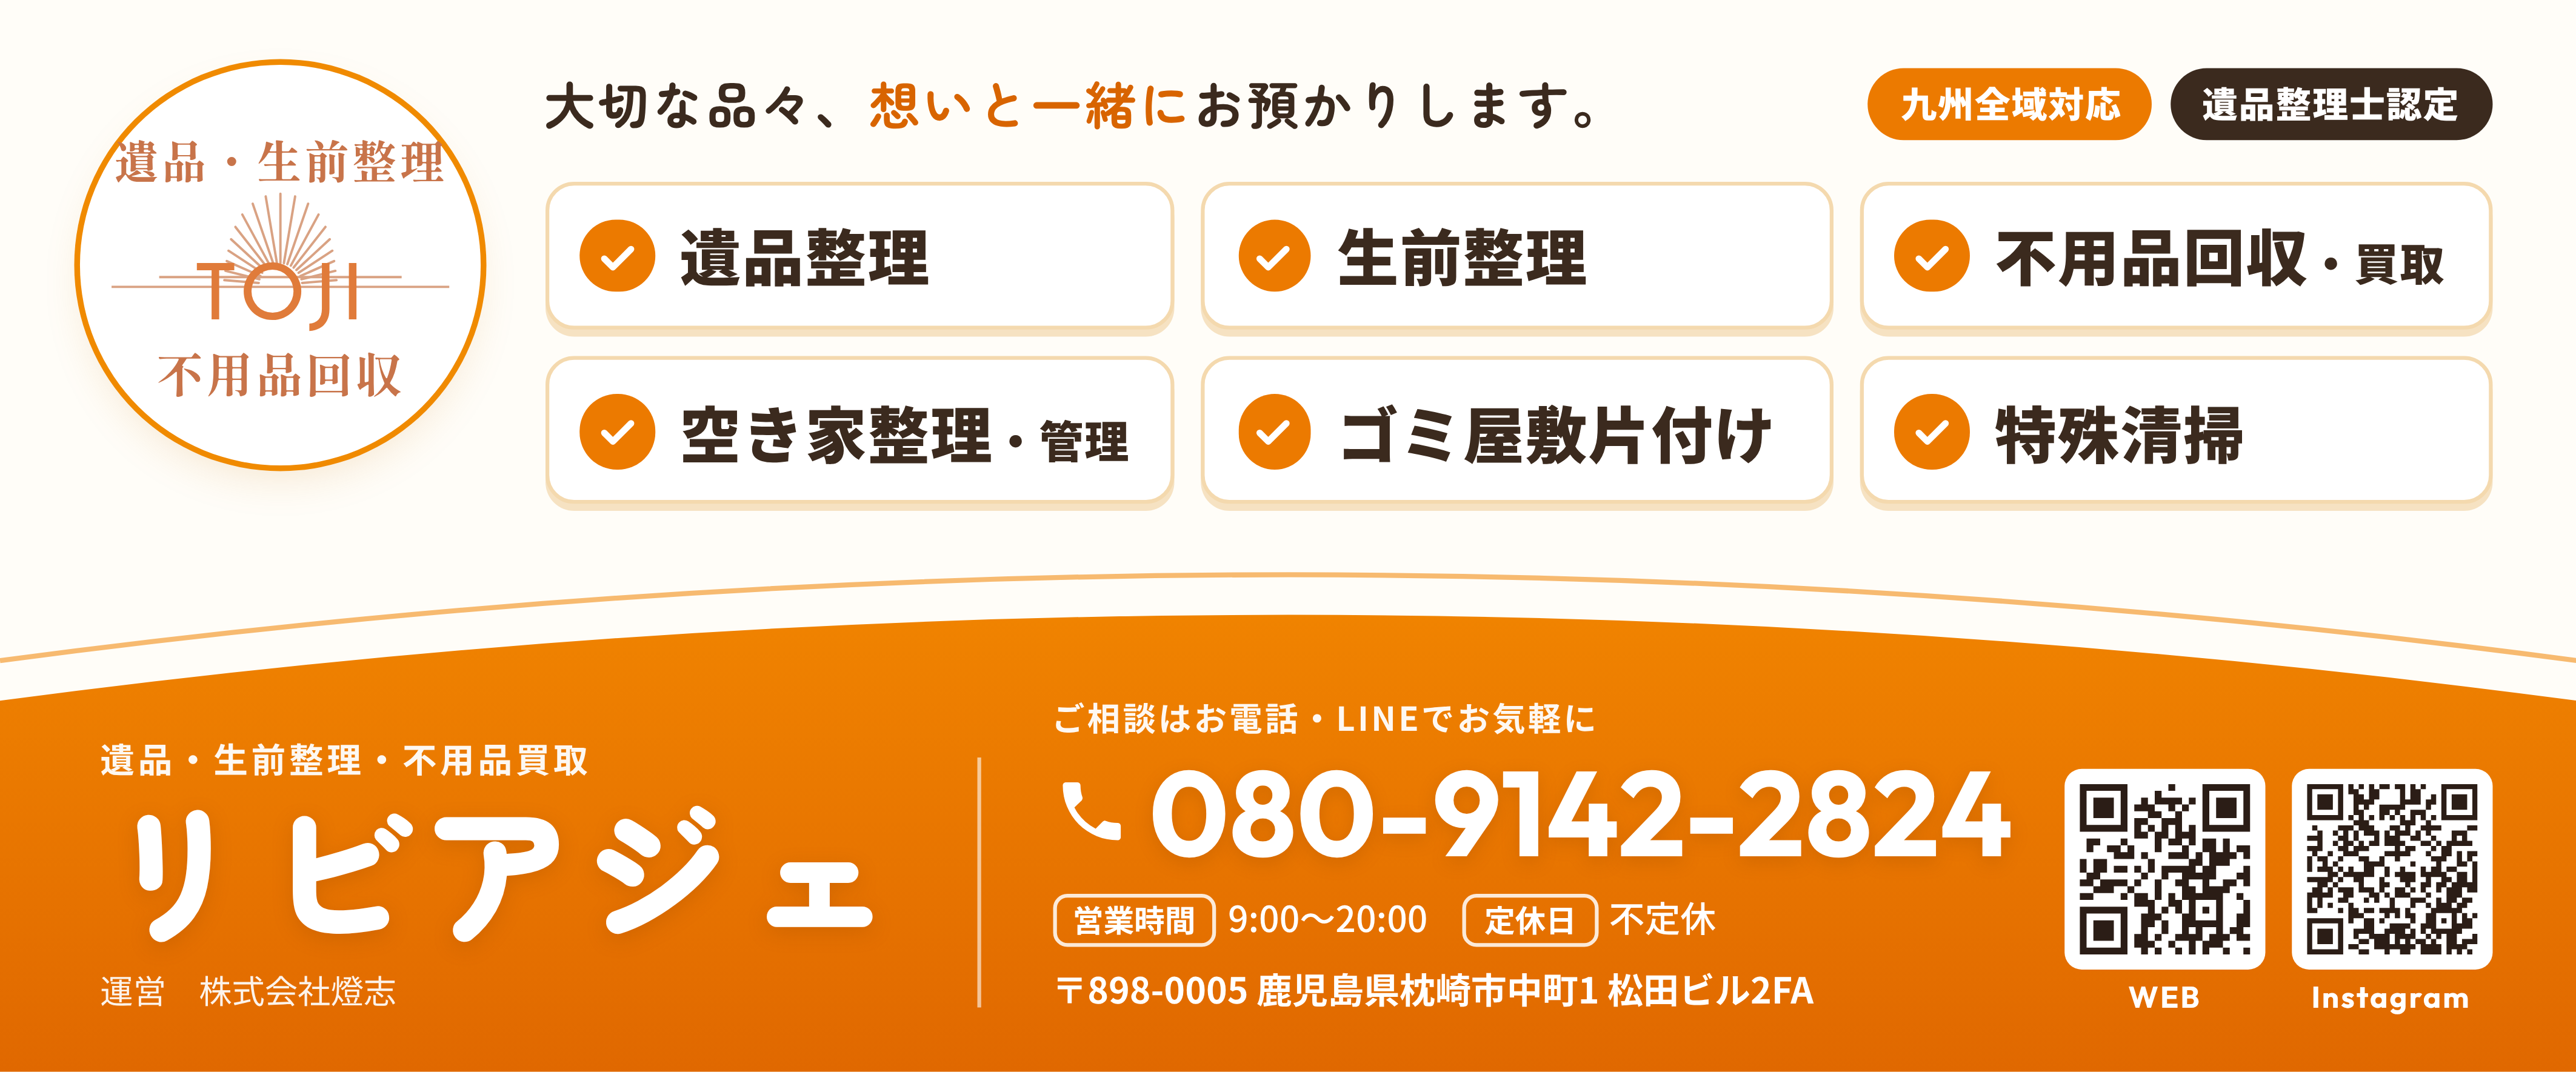 遺品・生前整理
TOJI
不用品回収
大切な品々、想いと一緒にお預かりします。
九州全域対応
遺品整理士認定
遺品整理
生前整理
不用品回収・買取
空き家整理・管理
ゴミ屋敷片付け
特殊清掃
遺品・生前整理・不用品買取
リビアジェ
運営　株式会社燈志
ご相談はお電話・LINEでお気軽に
080-9142-2824
営業時間 9:00〜20:00 定休日 不定休
〒898-0005 鹿児島県枕崎市中町1 松田ビル2FA
WEB
Instagram